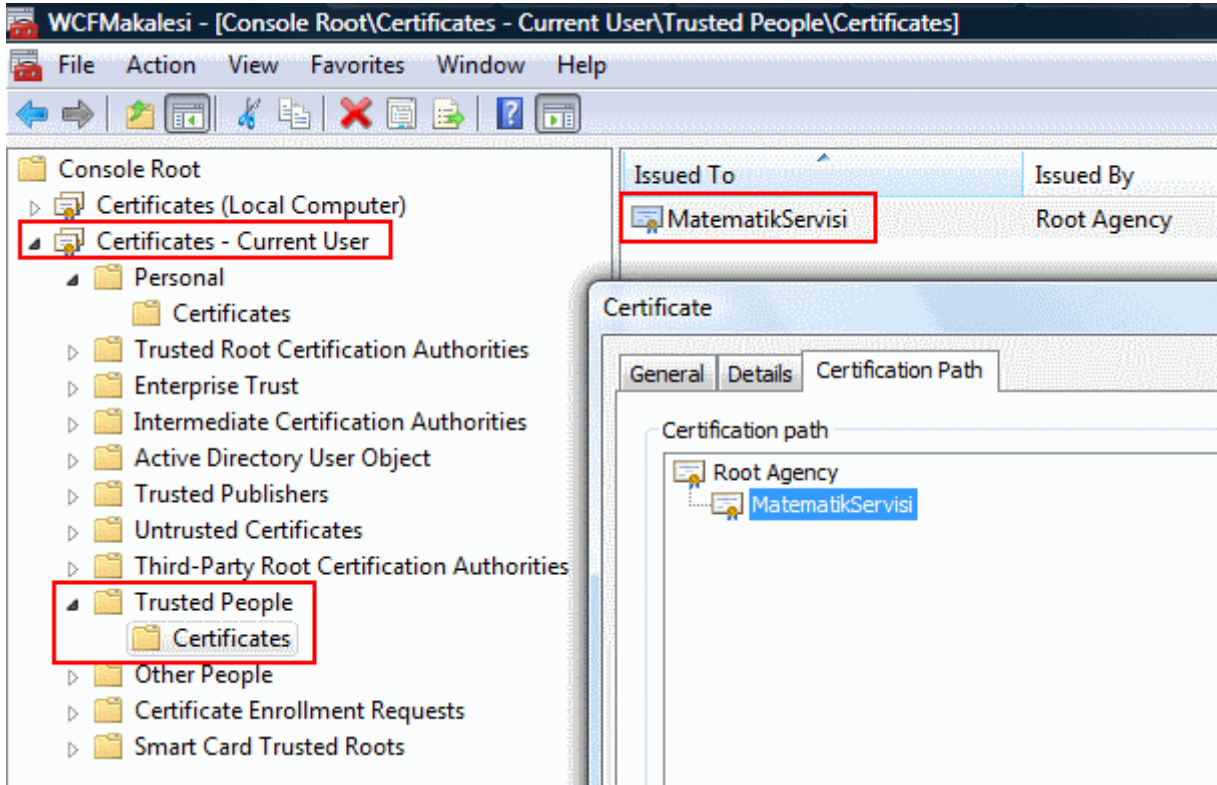 WCFMakalesi - [Console Root\Certificates - Current User\Trusted People\Certificates]
File Action View Favorites Window Help
Console Root
Certificates (Local Computer)
Certificates - Current User
Personal
Certificates
Trusted Root Certification Authorities
Enterprise Trust
Intermediate Certification Authorities
Active Directory User Object
Trusted Publishers
Untrusted Certificates
Third-Party Root Certification Authorities
Trusted People
Certificates
Other People
Certificate Enrollment Requests
Smart Card Trusted Roots
Issued To Issued By
MatematikServisi Root Agency
Certificate
General Details Certification Path
Certification path
Root Agency
MatematikServisi